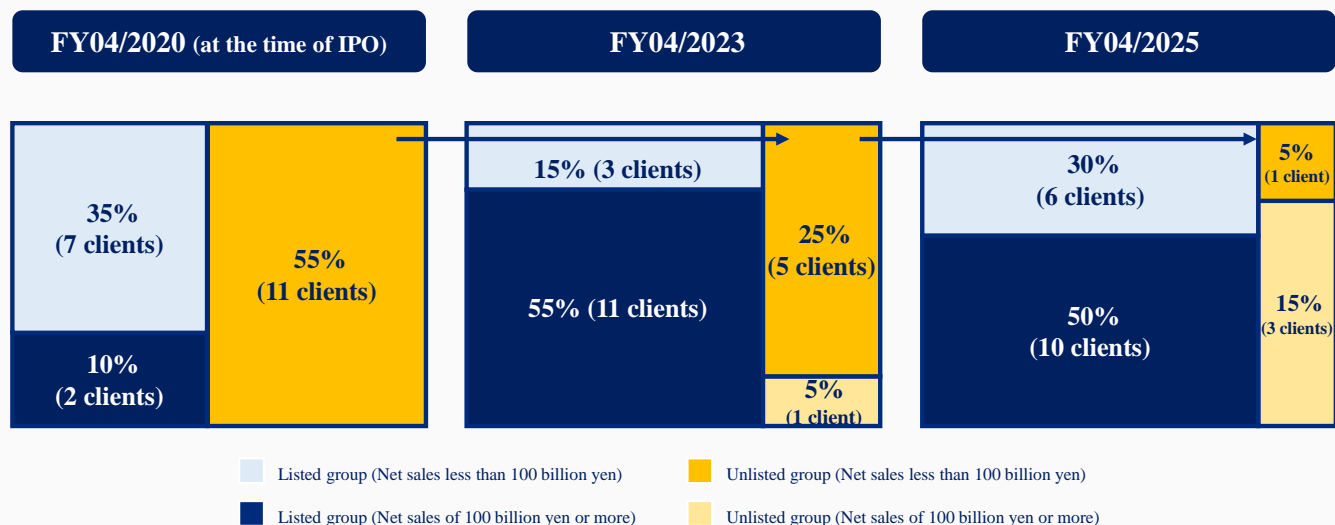 FY04/2020 (at the time of IPO)
FY04/2023
FY04/2025
35%
(7 clients)
10%
(2 clients)
55%
(11 clients)
15% (3 clients)
55% (11 clients)
25%
(5 clients)
5%
(1 client)
30%
(6 clients)
50%
(10 clients)
5%
(1 client)
15%
(3 clients)
Listed group (Net sales less than 100 billion yen)
Unlisted group (Net sales less than 100 billion yen)
Listed group (Net sales of 100 billion yen or more)
Unlisted group (Net sales of 100 billion yen or more)